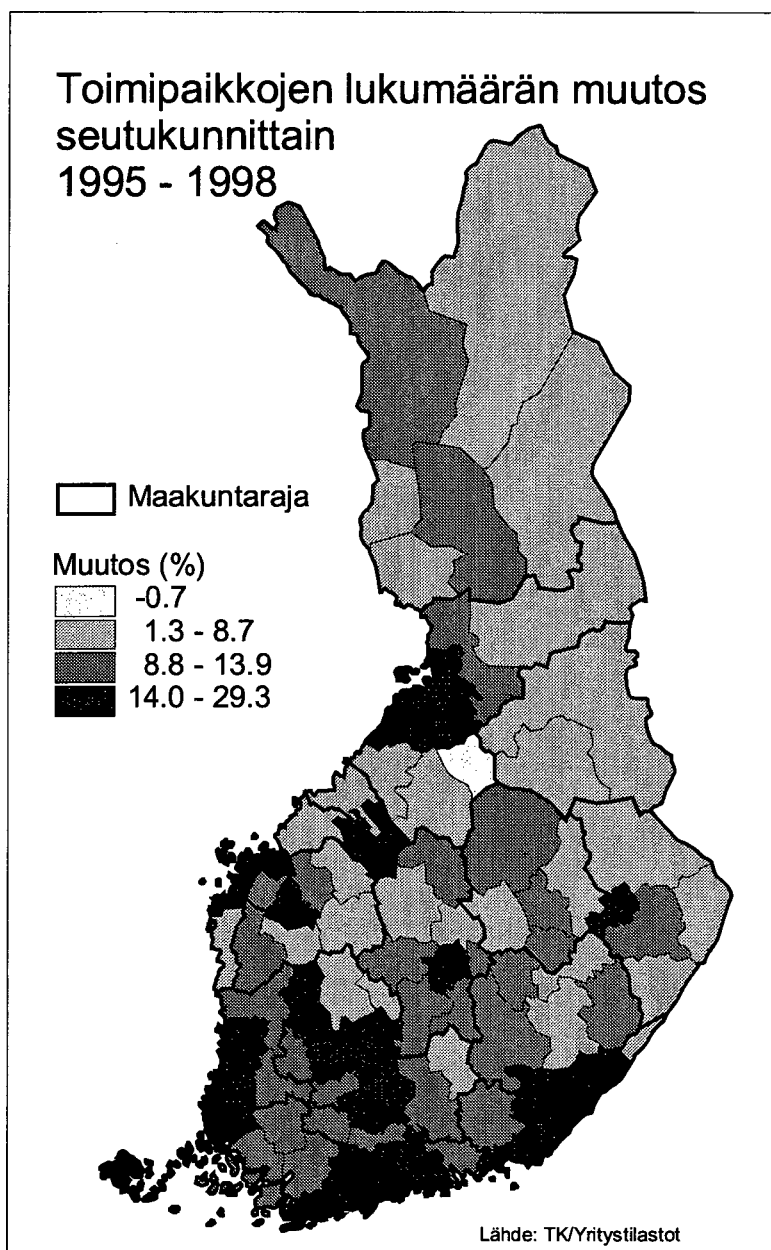 Toimipaikkojen lukumäärän muutos
seutukunnittain
1995 - 1998
Maakuntaraja
Muutos (%)
-0.7
1.3 - 8.7
8.8 - 13.9
14.0 - 29.3
Lähde: TK/Yritystilastot